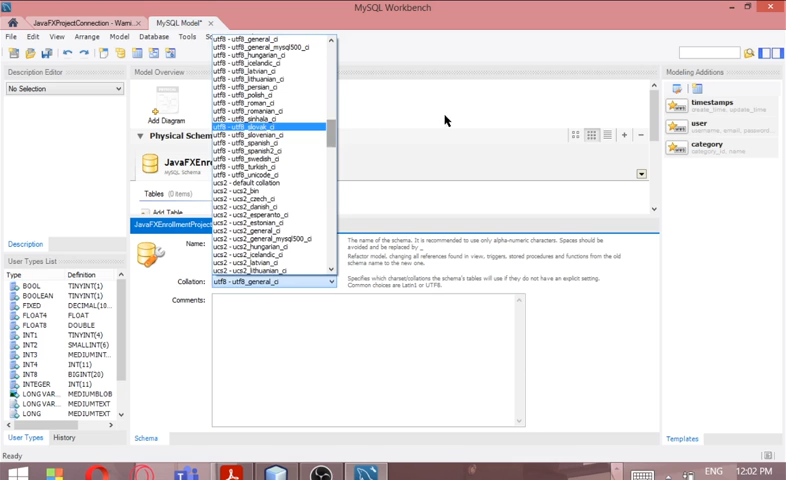 MySQL Workbench
JavaFXProjectConnection - Warni...
MySQL Model*
File Edit View Arrange Model Database Tools
Description Editor
No Selection
Model Overview
Add Diagram
Physical Schem
JavaFXEnr
MySQL Schema
Tables (0 items)
Add Table
JavaFXEnrollmentProjec
Name:
Collation:
utf8 - utf8_general_ci
Comments:
utf8 - utf8_general_ci
utf8 - utf8_general_mysql500_ci
utf8 - utf8_hungarian_ci
utf8 - utf8_icelandic_ci
utf8 - utf8_latvian_ci
utf8 - utf8_lithuanian_ci
utf8 - utf8_persian_ci
utf8 - utf8_polish_ci
utf8 - utf8_roman_ci
utf8 - utf8_romanian_ci
utf8 - utf8_sinhala_ci
utf8 - utf8_slovak_ci
utf8 - utf8_slovenian_ci
utf8 - utf8_spanish_ci
utf8 - utf8_spanish2_ci
utf8 - utf8_swedish_ci
utf8 - utf8_turkish_ci
utf8 - utf8_unicode_ci
ucs2 - default collation
ucs2 - ucs2_bin
ucs2 - ucs2_czech_ci
ucs2 - ucs2_danish_ci
ucs2 - ucs2_esperanto_ci
ucs2 - ucs2_estonian_ci
ucs2 - ucs2_general_ci
ucs2 - ucs2_general_mysql500_ci
ucs2 - ucs2_hungarian_ci
ucs2 - ucs2_icelandic_ci
ucs2 - ucs2_latvian_ci
ucs2 - ucs2_lithuanian_ci
The name of the schema. It is recommended to use only alpha-numeric characters. Spaces should be
avoided and be replaced by _
Refactor model, changing all references found in view, triggers, stored procedures and functions from the old
schema name to the new one.
Specifies which charset/collations the schema's tables will use if they do not have an explicit setting.
Common choices are Latin1 or UTF8.
Modeling Additions
timestamps
create_time, update_time
user
username, email, password...
category
category_id, name
Description
User Types List
Type Definition
BOOL TINYINT(1)
BOOLEAN TINYINT(1)
FIXED DECIMAL(10...
FLOAT4 FLOAT
FLOAT8 DOUBLE
INT1 TINYINT(4)
INT2 SMALLINT(6)
INT3 MEDIUMINT...
INT4 INT(11)
INT8 BIGINT(20)
INTEGER INT(11)
LONG VAR... MEDIUMBLOB
LONG VAR... MEDIUMTEXT
LONG MEDIUMTEXT
User Types History
Schema
Templates
Ready
ENG 12:02 PM